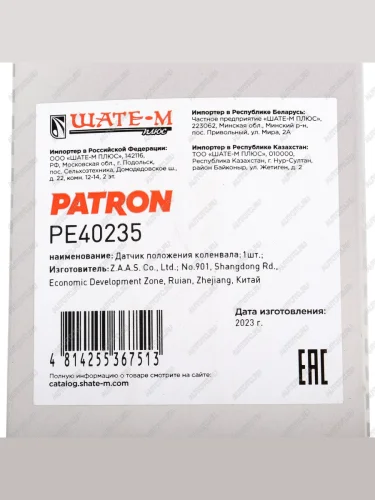 ШАТЕ-М
ПЛЮС
Импортер в Российской Федерации:
ООО «ШАТЕ-М ПЛЮС», 142116,
РФ, Московская обл., г. Подольск,
пос. Сельхозтехника, Домодедовское ш.,
д. 22, комн. 12-14, 2 эт.
Импортер в Республике Беларусь:
Частное предприятие «ШАТЕ-М ПЛЮС»,
223062, Минская обл., Минский р-н,
пос. Привольный, ул. Мира, 2А
Импортер в Республике Казахстан:
ТОО «ШАТЕ-М ПЛЮС», 010000,
Республика Казахстан, г. Нур-Султан,
район Байконыр, ул. Жетиген, д. 2
PATRON
PE40235
наименование: Датчик положения коленвала; 1шт.;
Изготовитель: Z.A.A.S. Co., Ltd.; No.901, Shangdong Rd.,
Economic Development Zone, Ruian, Zhejiang, Китай
Дата изготовления:
2023 г.
4 814255 367513
EAC
Полную информацию о товаре смотрите на сайте:
catalog.shate-m.com